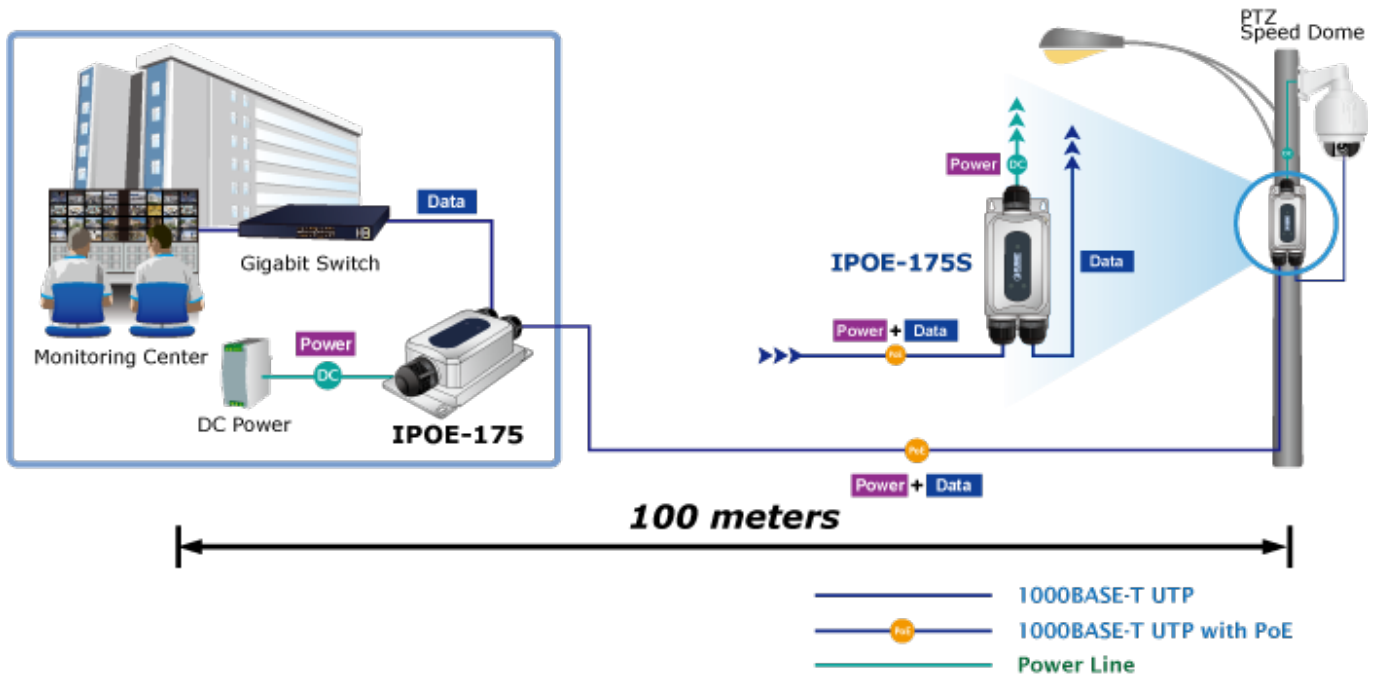 PTZ
Speed Dome
Data
Gigabit Switch
Monitoring Center
Power
DC
DC Power
IPOE-175
Power
DC
IPOE-175S
Data
Power + Data
PoE
DC
PoE
Power + Data
100 meters
1000BASE-T UTP
PoE
1000BASE-T UTP with PoE
Power Line